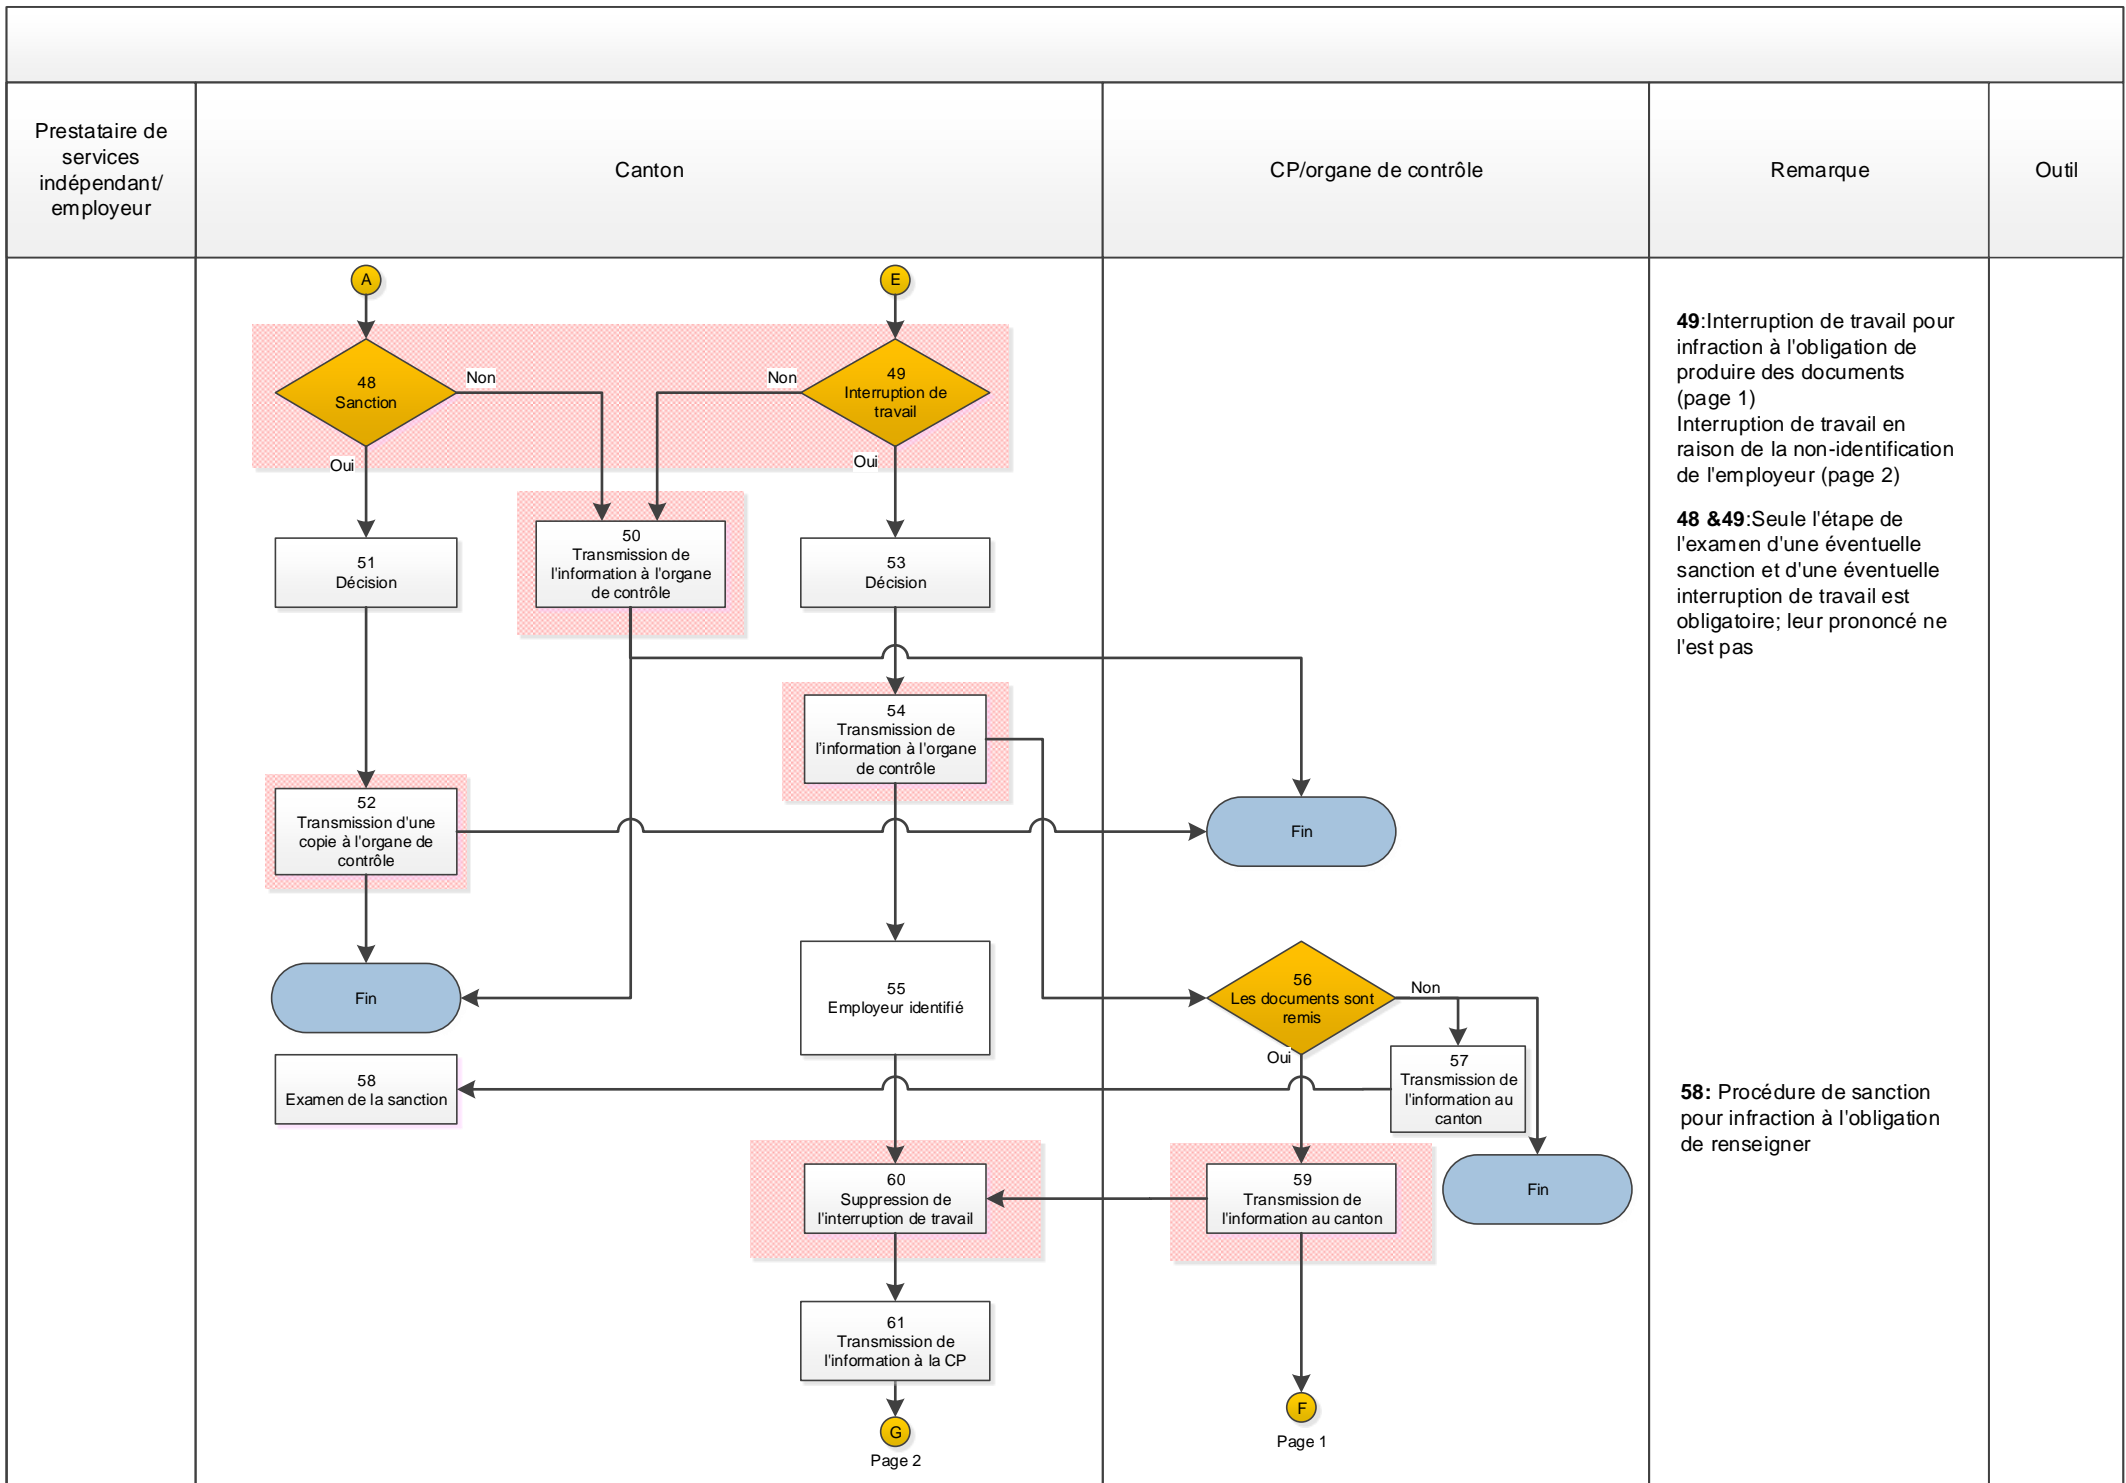 Prestataire de
services
indépendant/
employeur
Canton
CP/organe de contrôle
Remarque
Outil
A
E
48
Sanction
Non
Oui
49
Interruption de
travail
Non
Oui
50
Transmission de
l'information à l'organe
de contrôle
51
Décision
53
Décision
54
Transmission de
l'information à l'organe
de contrôle
52
Transmission d'une
copie à l'organe de
contrôle
Fin
Fin
55
Employeur identifié
56
Les documents sont
remis
Non
Oui
57
Transmission de
l'information au
canton
58
Examen de la sanction
60
Suppression de
l'interruption de travail
59
Transmission de
l'information au canton
Fin
61
Transmission de
l'information à la CP
G
Page 2
F
Page 1
49:Interruption de travail pour
infraction à l'obligation de
produire des documents
(page 1)
Interruption de travail en
raison de la non-identification
de l'employeur (page 2)
48 &49:Seule l'étape de
l'examen d'une éventuelle
sanction et d'une éventuelle
interruption de travail est
obligatoire; leur prononcé ne
l'est pas
58: Procédure de sanction
pour infraction à l'obligation
de renseigner